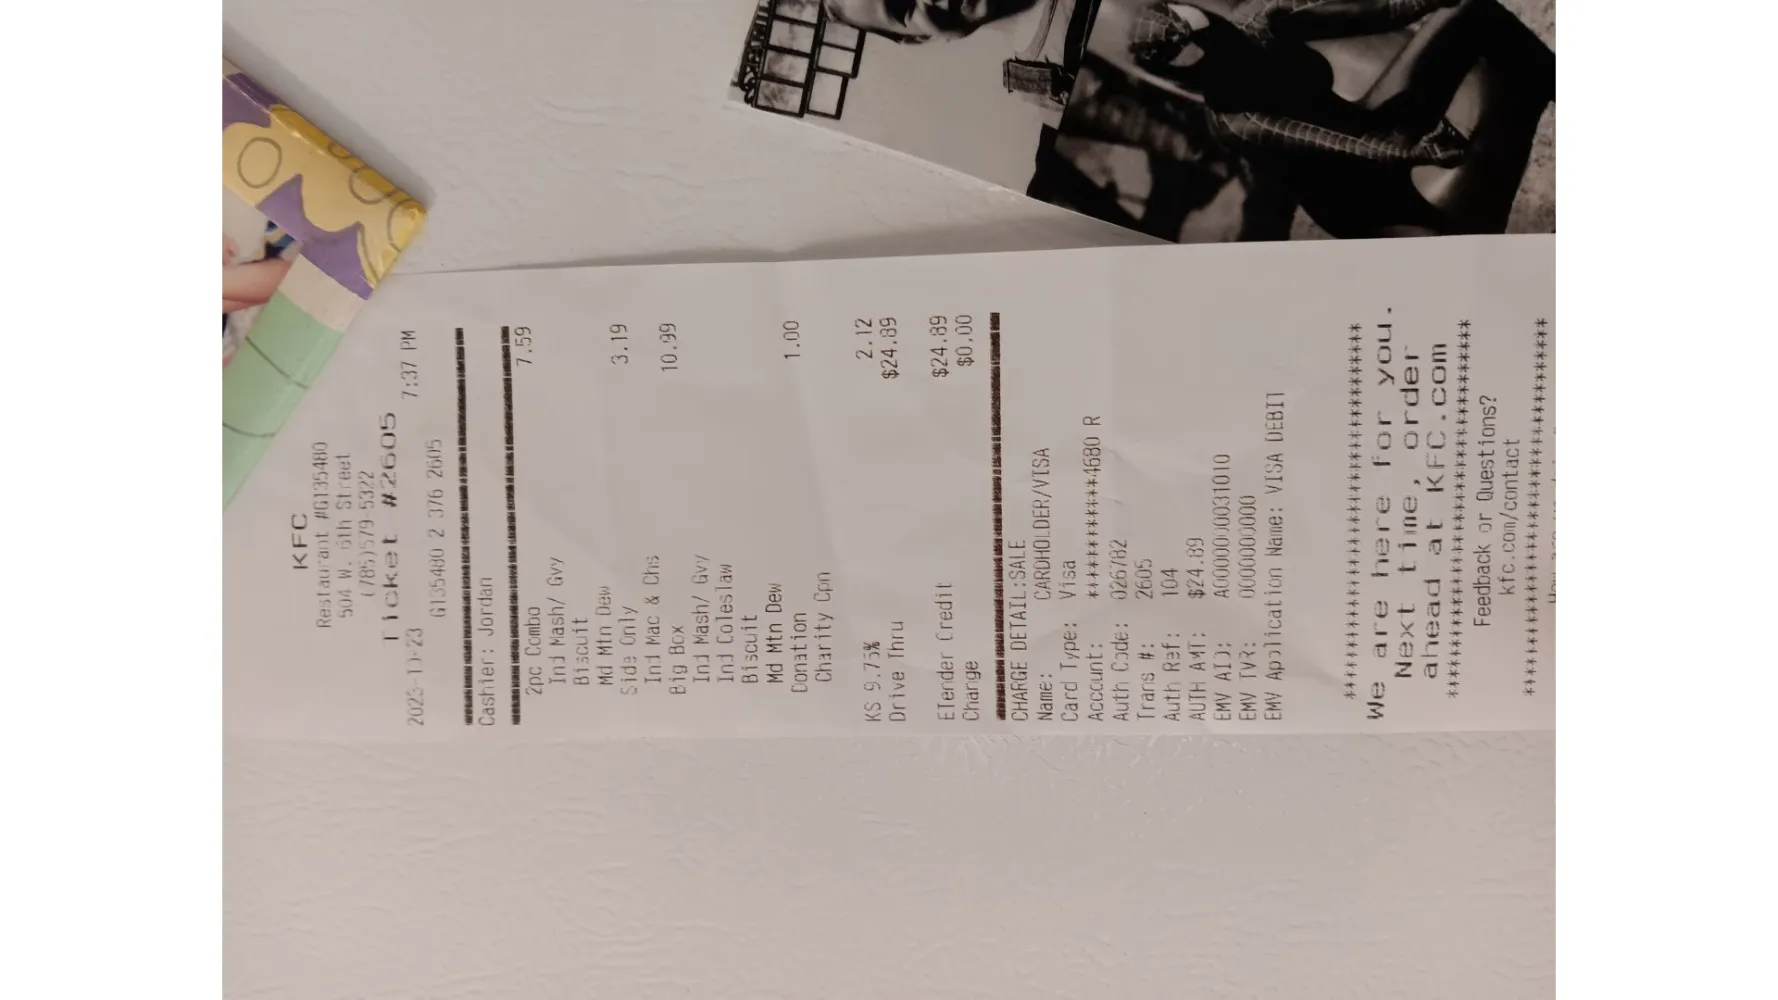 KFC
Restaurant #G135480
504 W. 6th Street
(785)579-5322
Ticket #2605
2023-10-23 7:37 PM
G135480 2 376 2605
Cashier: Jordan
2pc Combo 7.59
Ind Mash/ Gvy
Biscuit
Md Mtn Dew
Side Only 3.19
Ind Mac & Chs
Big Box 10.99
Ind Mash/ Gvy
Ind Coleslaw
Biscuit
Md Mtn Dew
Donation 1.00
Charity Cpn
KS 9.75% 2.12
Drive Thru $24.89
ETender Credit $24.89
Change $0.00
CHARGE DETAIL:SALE
Name: CARDHOLDER/VISA
Card Type: Visa
Account: ************4680 R
Auth Code: 026782
Trans #: 2605
Auth Ref: 104
AUTH AMT: $24.89
EMV AID: A0000000031010
EMV TVR: 0000000000
EMV Application Name: VISA DEBIT
****************************************
We are here for you.
Next time, order
ahead at KFC.com
****************************************
Feedback or Questions?
kfc.com/contact
****************************************